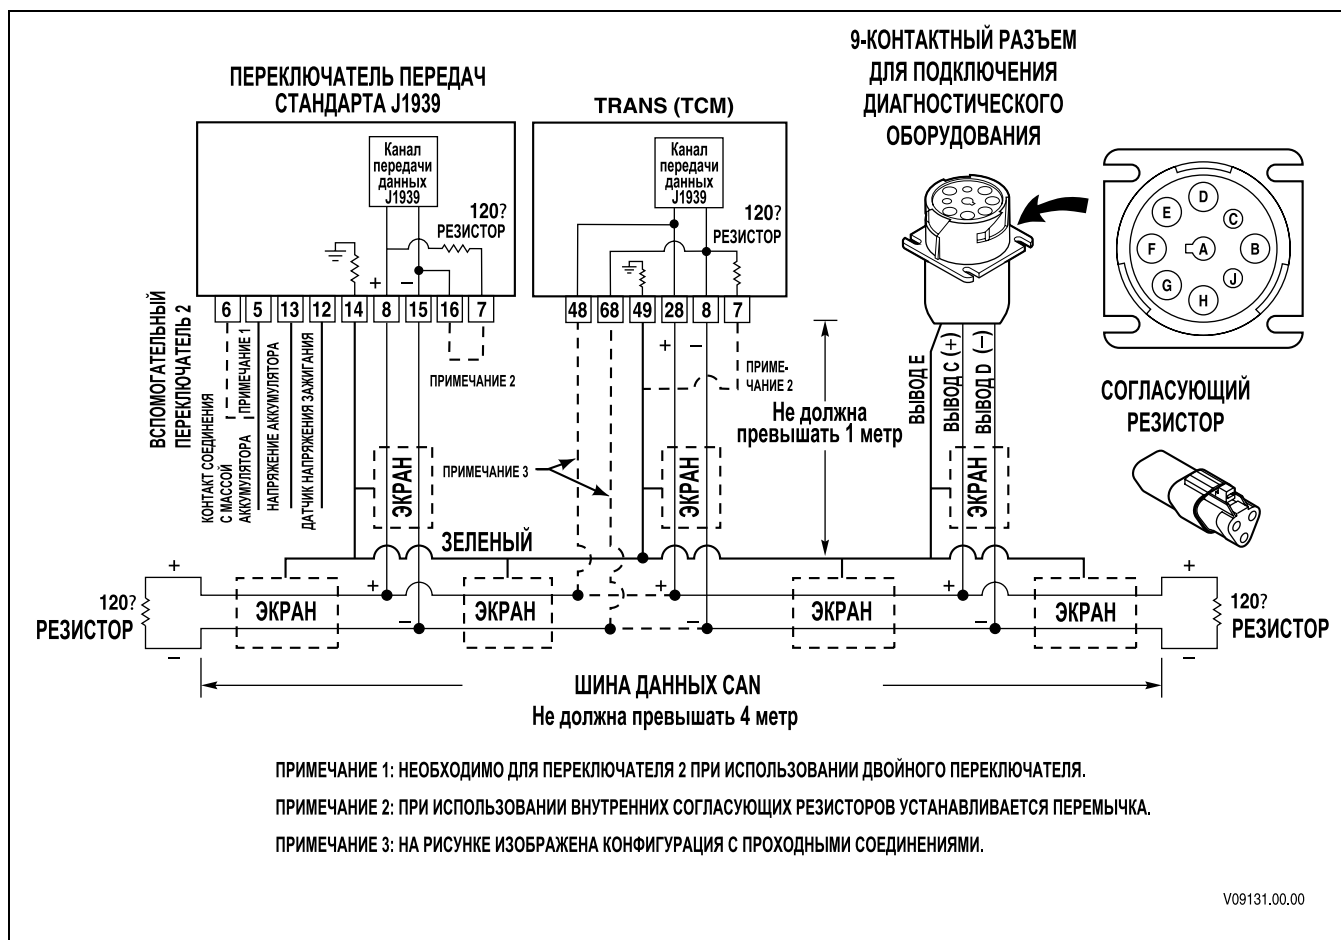 ПЕРЕКЛЮЧАТЕЛЬ ПЕРЕДАЧ
СТАНДАРТА J1939
TRANS (TCM)
9-КОНТАКТНЫЙ РАЗЪЕМ
ДЛЯ ПОДКЛЮЧЕНИЯ
ДИАГНОСТИЧЕСКОГО
ОБОРУДОВАНИЯ
Канал
передачи
данных
J1939
120?
РЕЗИСТОР
+
–
6
5
13
12
14
8
15
16
7
Канал
передачи
данных
J1939
120?
РЕЗИСТОР
48
68
49
28
8
7
+
–
D
E
C
F
A
B
G
J
H
ВСПОМОГАТЕЛЬНЫЙ
ПЕРЕКЛЮЧАТЕЛЬ 2
КОНТАКТ СОЕДИНЕНИЯ
С МАССОЙ
АККУМУЛЯТОРА
ПРИМЕЧАНИЕ 1
НАПРЯЖЕНИЕ АККУМУЛЯТОРА
ДАТЧИК НАПРЯЖЕНИЯ ЗАЖИГАНИЯ
ПРИМЕЧАНИЕ 2
ПРИМЕ-
ЧАНИЕ 2
Не должна
превышать 1 метр
ВЫВОД E
ВЫВОД C (+)
ВЫВОД D (–)
СОГЛАСУЮЩИЙ
РЕЗИСТОР
ПРИМЕЧАНИЕ 3
ЭКРАН
ЭКРАН
ЭКРАН
ЗЕЛЕНЫЙ
+
120?
РЕЗИСТОР
–
ЭКРАН
+
–
ЭКРАН
+
–
ЭКРАН
+
–
ЭКРАН
+
120?
РЕЗИСТОР
–
ШИНА ДАННЫХ CAN
Не должна превышать 4 метр
ПРИМЕЧАНИЕ 1: НЕОБХОДИМО ДЛЯ ПЕРЕКЛЮЧАТЕЛЯ 2 ПРИ ИСПОЛЬЗОВАНИИ ДВОЙНОГО ПЕРЕКЛЮЧАТЕЛЯ.
ПРИМЕЧАНИЕ 2: ПРИ ИСПОЛЬЗОВАНИИ ВНУТРЕННИХ СОГЛАСУЮЩИХ РЕЗИСТОРОВ УСТАНАВЛИВАЕТСЯ ПЕРЕМЫЧКА.
ПРИМЕЧАНИЕ 3: НА РИСУНКЕ ИЗОБРАЖЕНА КОНФИГУРАЦИЯ С ПРОХОДНЫМИ СОЕДИНЕНИЯМИ.
V09131.00.00